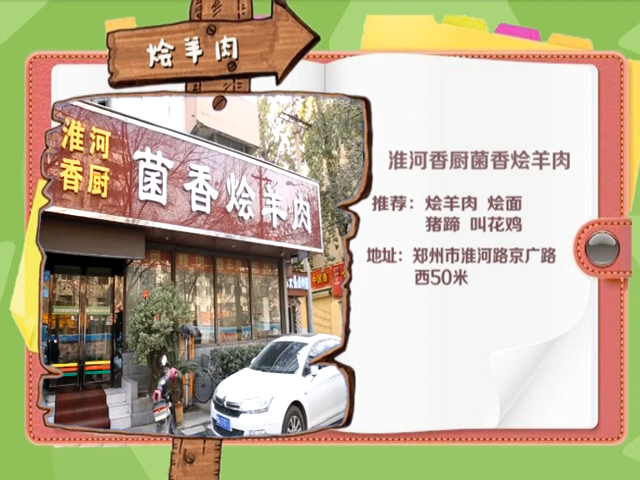 烩羊肉
淮河
香厨
菌香烩羊肉
淮河香厨菌香烩羊肉
推荐：烩羊肉 烩面
猪蹄 叫花鸡
地址：郑州市淮河路京广路
西50米